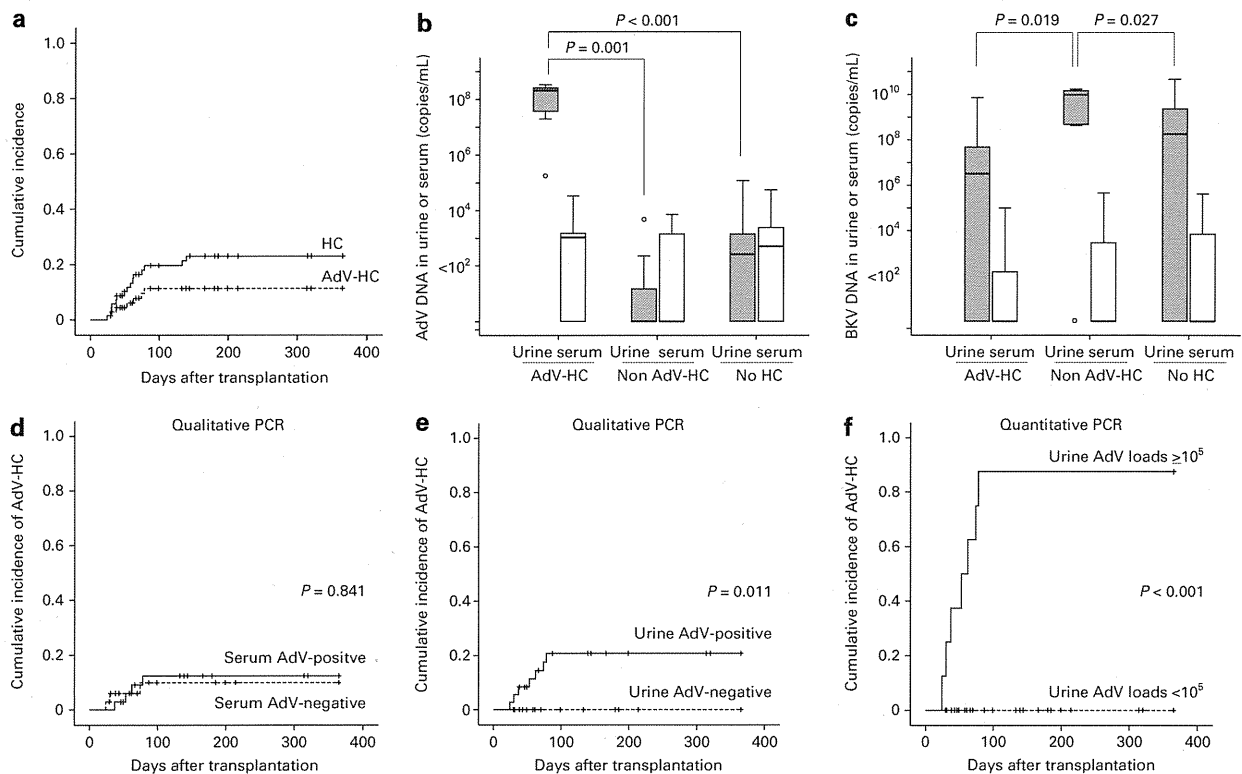 a
Cumulative incidence
1.0
0.8
0.6
0.4
0.2
0
HC
AdV-HC
0 100 200 300 400
Days after transplantation
b
P < 0.001
P = 0.001
AdV DNA in urine or serum (copies/mL)
10^8
10^6
10^4
<10^2
Urine serum Urine serum Urine serum
AdV-HC Non AdV-HC No HC
c
P = 0.019 P = 0.027
BKV DNA in urine or serum (copies/mL)
10^10
10^8
10^6
10^4
<10^2
Urine serum Urine serum Urine serum
AdV-HC Non AdV-HC No HC
d
Qualitative PCR
Cumulative incidence of AdV-HC
1.0
0.8
0.6
0.4
0.2
0
P = 0.841
Serum AdV-positve
Serum AdV-negative
0 100 200 300 400
Days after transplantation
e
Qualitative PCR
Cumulative incidence of AdV-HC
1.0
0.8
0.6
0.4
0.2
0
P = 0.011
Urine AdV-positive
Urine AdV-negative
0 100 200 300 400
Days after transplantation
f
Quantitative PCR
Cumulative incidence of AdV-HC
1.0
0.8
0.6
0.4
0.2
0
Urine AdV loads ≥10^5
P < 0.001
Urine AdV loads <10^5
0 100 200 300 400
Days after transplantation